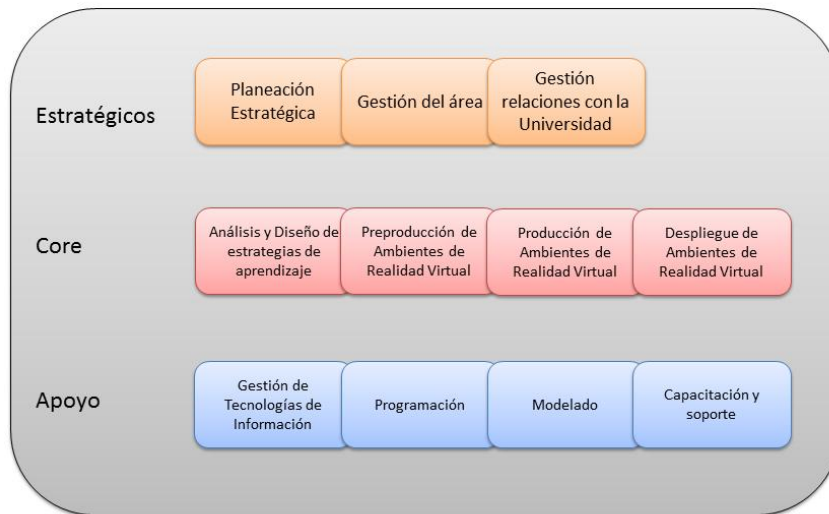 Estratégicos
Planeación
Estratégica
Gestión del área
Gestión
relaciones con la
Universidad
Core
Análisis y Diseño de
estrategias de
aprendizaje
Preproducción de
Ambientes de
Realidad Virtual
Producción de
Ambientes de
Realidad Virtual
Despliegue de
Ambientes de
Realidad Virtual
Apoyo
Gestión de
Tecnologías de
Información
Programación
Modelado
Capacitación y
soporte